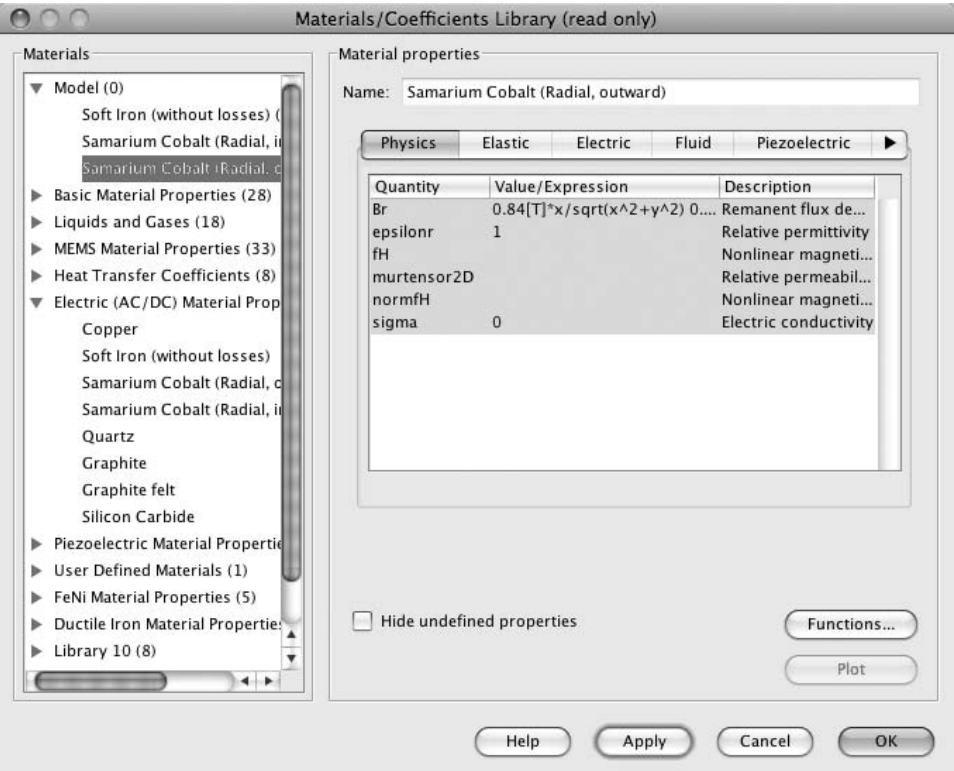 Materials/Coefficients Library (read only)
Materials
Model (0)
Soft Iron (without losses) (
Samarium Cobalt (Radial, i
Samarium Cobalt (Radial, o
Basic Material Properties (28)
Liquids and Gases (18)
MEMS Material Properties (33)
Heat Transfer Coefficients (8)
Electric (AC/DC) Material Prop
Copper
Soft Iron (without losses)
Samarium Cobalt (Radial, o
Samarium Cobalt (Radial, i
Quartz
Graphite
Graphite felt
Silicon Carbide
Piezoelectric Material Propertie
User Defined Materials (1)
FeNi Material Properties (5)
Ductile Iron Material Properties
Library 10 (8)
Material properties
Name: Samarium Cobalt (Radial, outward)
Physics Elastic Electric Fluid Piezoelectric
Quantity Value/Expression Description
Br 0.84[T]*x/sqrt(x^2+y^2) 0.... Remanent flux de...
epsilonr 1 Relative permittivity
fH Nonlinear magneti...
murtensor2D Relative permeabil...
normfH Nonlinear magneti...
sigma 0 Electric conductivity
Hide undefined properties
Functions...
Plot
Help Apply Cancel OK